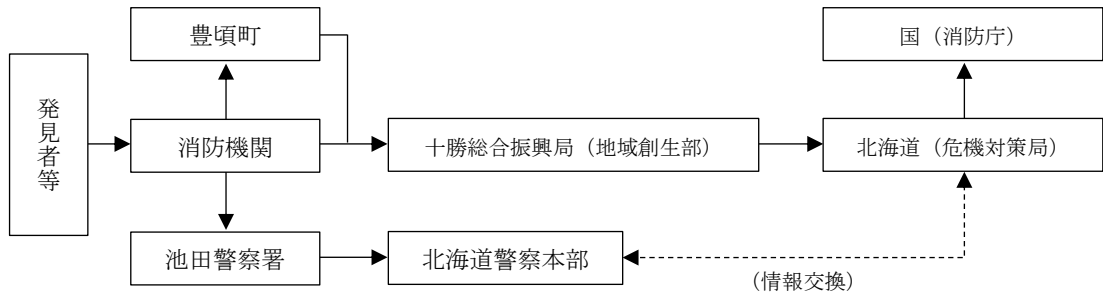 豊頃町
国（消防庁）
発見者等
消防機関
十勝総合振興局（地域創生部）
北海道（危機対策局）
池田警察署
北海道警察本部
（情報交換）